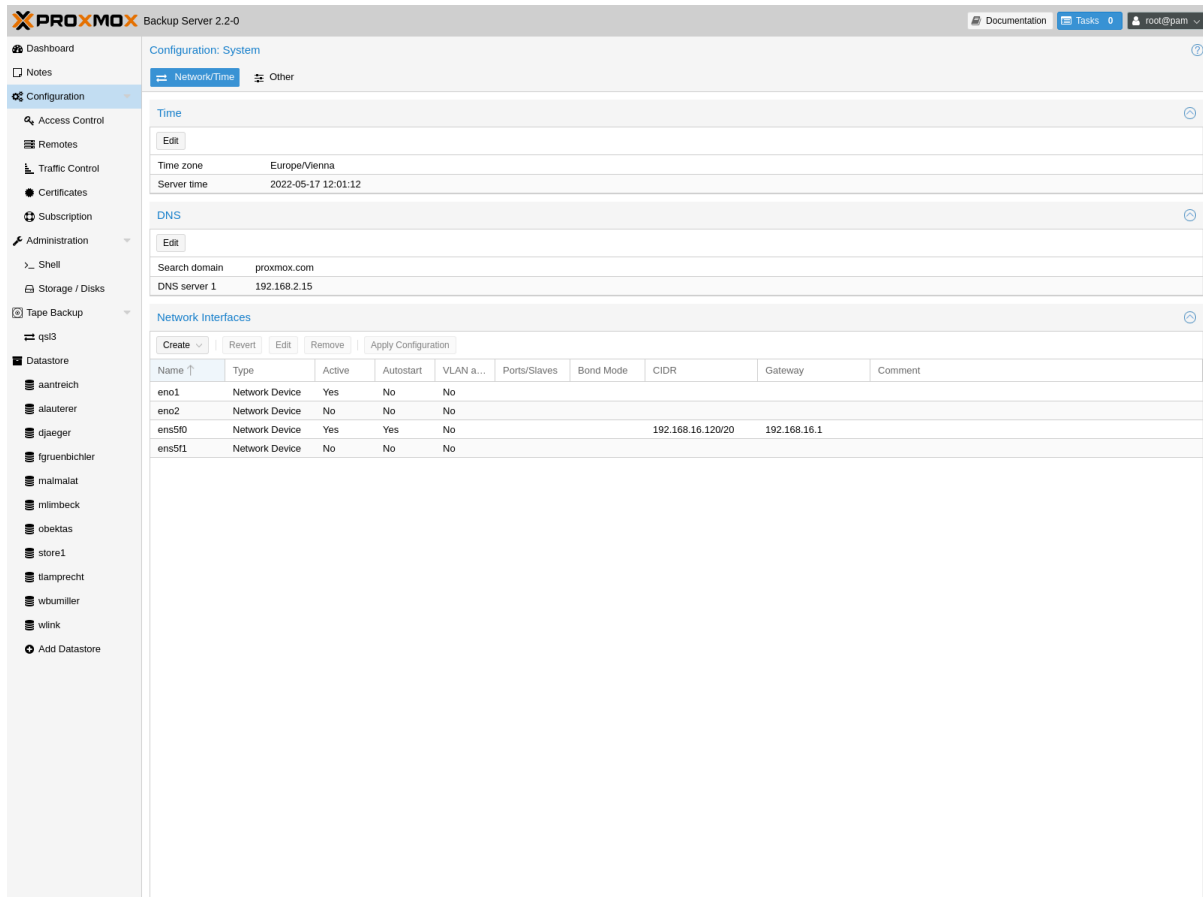 PROXMOX Backup Server 2.2-0
Documentation Tasks 0 root@pam
Dashboard
Notes
Configuration
Access Control
Remotes
Traffic Control
Certificates
Subscription
Administration
Shell
Storage / Disks
Tape Backup
qsl3
Datastore
aantreich
alauterer
djaeger
fgruenbichler
malmalat
mlimbeck
obektas
store1
tlamprecht
wbumiller
wlink
Add Datastore
Configuration: System
Network/Time Other
Time
Edit
Time zone Europe/Vienna
Server time 2022-05-17 12:01:12
DNS
Edit
Search domain proxmox.com
DNS server 1 192.168.2.15
Network Interfaces
Create Revert Edit Remove Apply Configuration
Name Type Active Autostart VLAN a... Ports/Slaves Bond Mode CIDR Gateway Comment
eno1 Network Device Yes No No
eno2 Network Device No No No
ens5f0 Network Device Yes Yes No 192.168.16.120/20 192.168.16.1
ens5f1 Network Device No No No